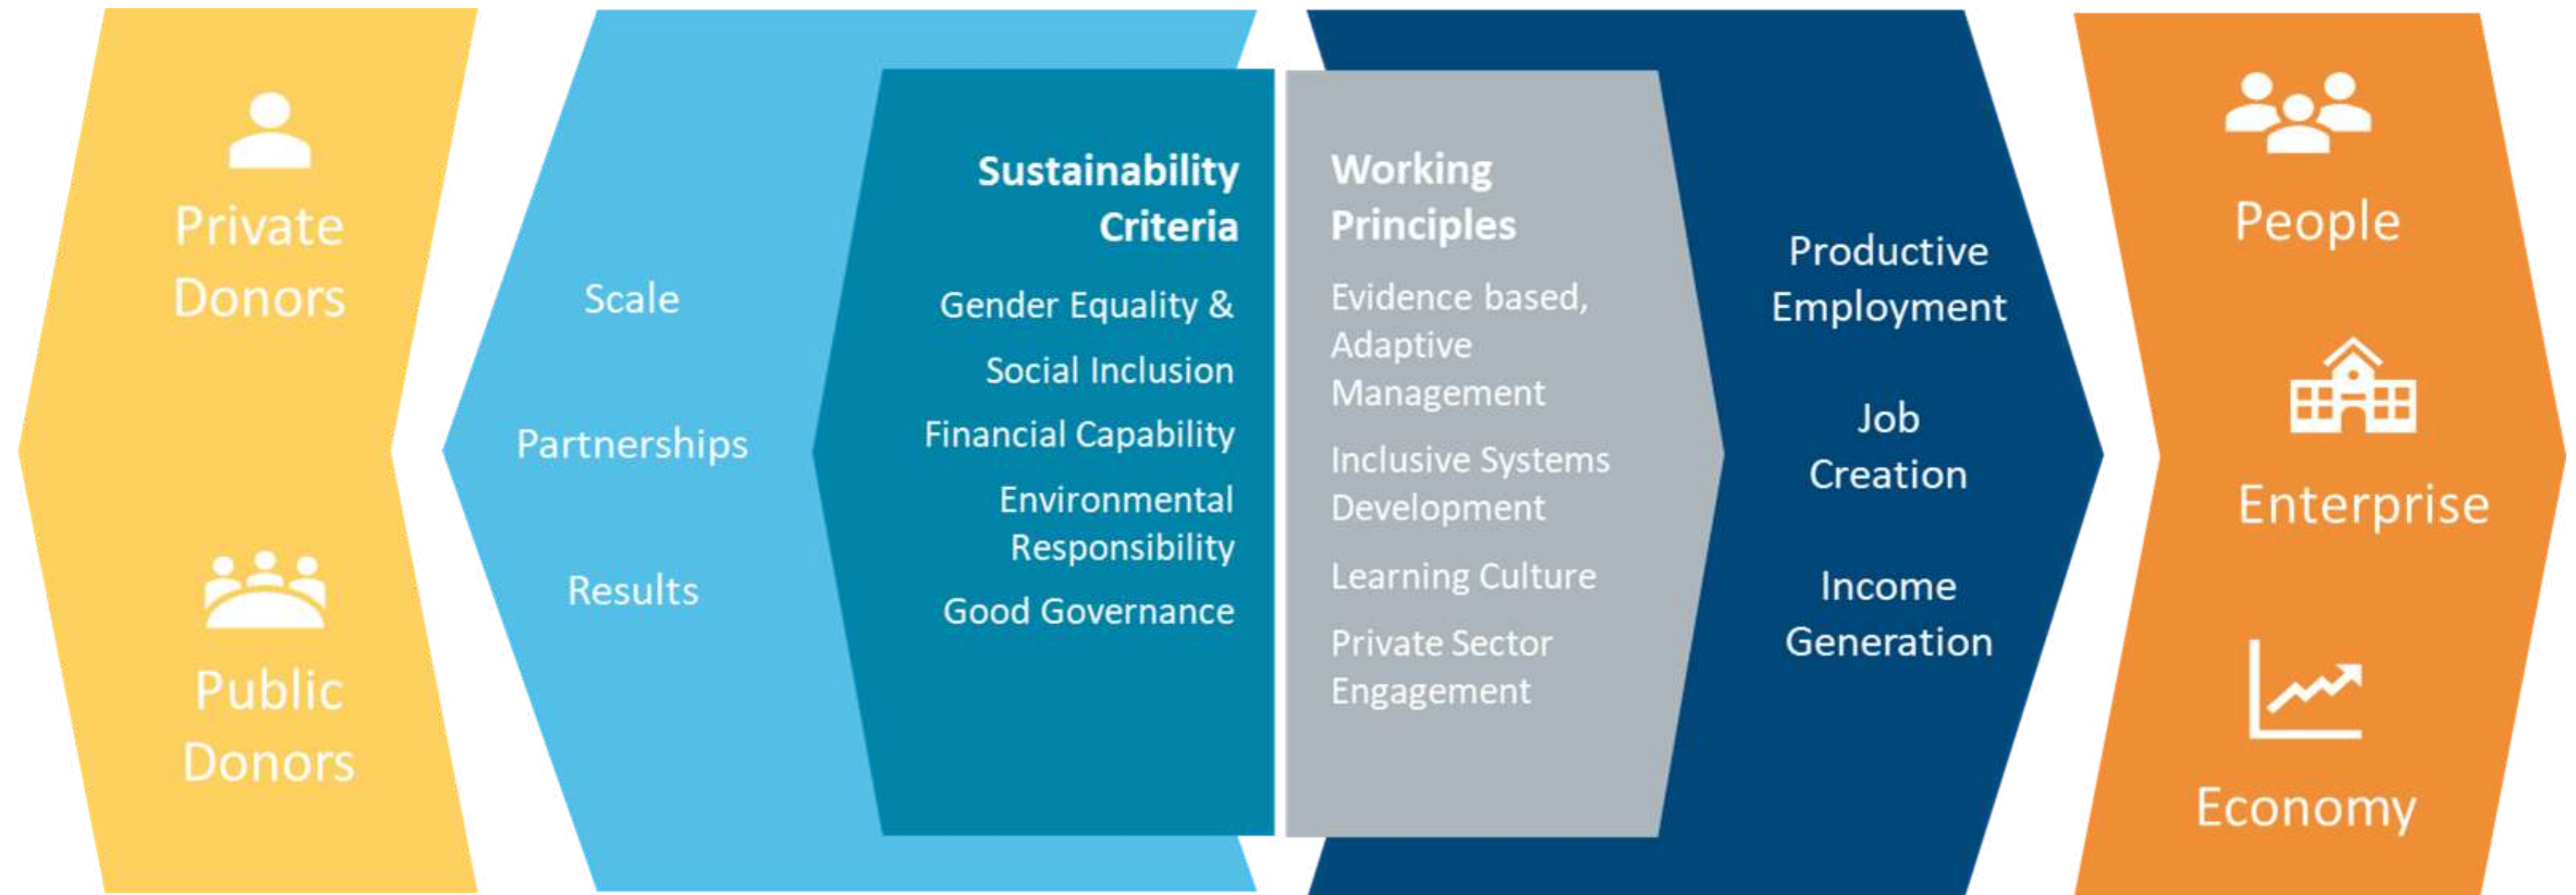 Private
Donors
Public
Donors
Scale
Partnerships
Results
Sustainability
Criteria
Gender Equality &
Social Inclusion
Financial Capability
Environmental
Responsibility
Good Governance
Working
Principles
Evidence based,
Adaptive
Management
Inclusive Systems
Development
Learning Culture
Private Sector
Engagement
Productive
Employment
Job
Creation
Income
Generation
People
Enterprise
Economy